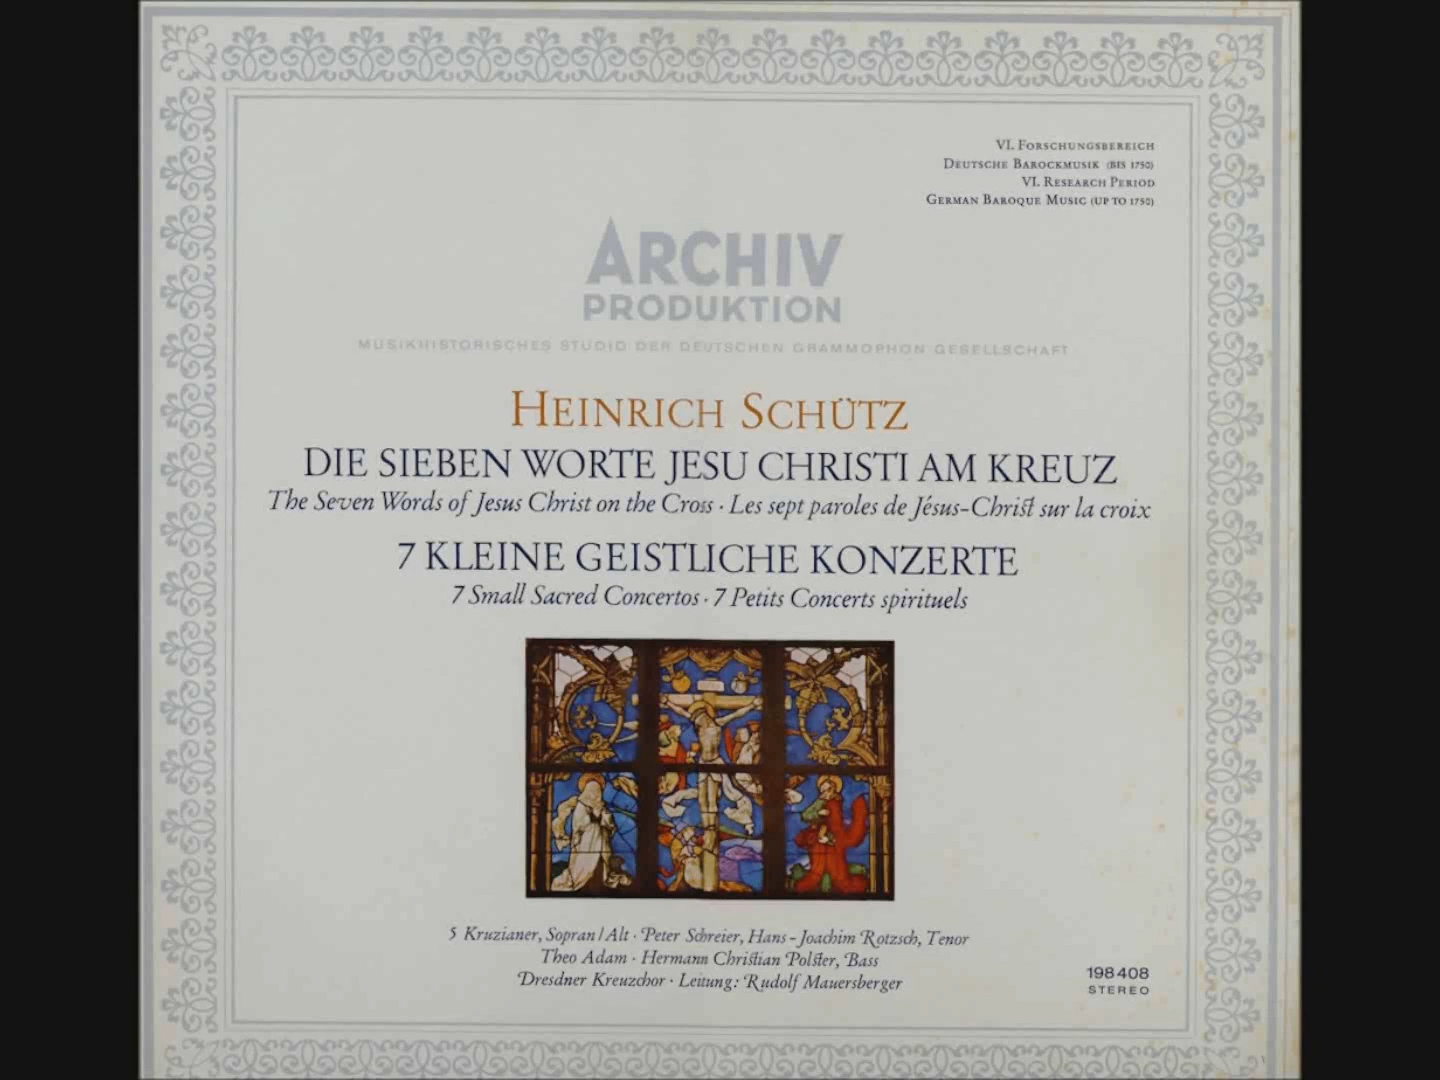 VI. FORSCHUNGSBEREICH
DEUTSCHE BAROCKMUSIK (BIS 1750)
VI. RESEARCH PERIOD
GERMAN BAROQUE MUSIC (UP TO 1750)
ARCHIV
PRODUKTION
MUSIKHISTORISCHES STUDIO DER DEUTSCHEN GRAMMOPHON GESELLSCHAFT
HEINRICH SCHÜTZ
DIE SIEBEN WORTE JESU CHRISTI AM KREUZ
The Seven Words of Jesus Christ on the Cross · Les sept paroles de Jésus-Christ sur la croix
7 KLEINE GEISTLICHE KONZERTE
7 Small Sacred Concertos · 7 Petits Concerts spirituels
5 Kruzianer, Sopran / Alt · Peter Schreier, Hans-Joachim Rotzsch, Tenor
Theo Adam · Hermann Christian Polster, Bass
Dresdner Kreuzchor · Leitung: Rudolf Mauersberger
198 408
STEREO